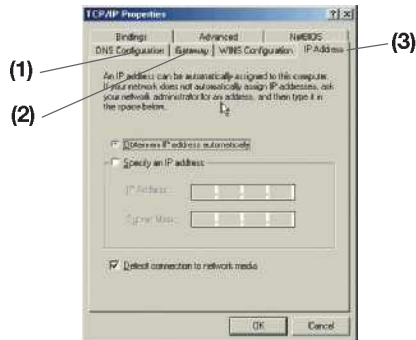 TCP/IP Properties
Bindings Advanced NetBIOS
DNS Configuration Gateway WINS Configuration IP Address
(1)
(2)
(3)
An IP address can be automatically assigned to this computer.
If your network does not automatically assign IP addresses, ask
your network administrator for an address, and then type it in
the space below.
Obtain an IP address automatically
Specify an IP address:
IP Address:
Subnet Mask:
Detect connection to network media
OK Cancel